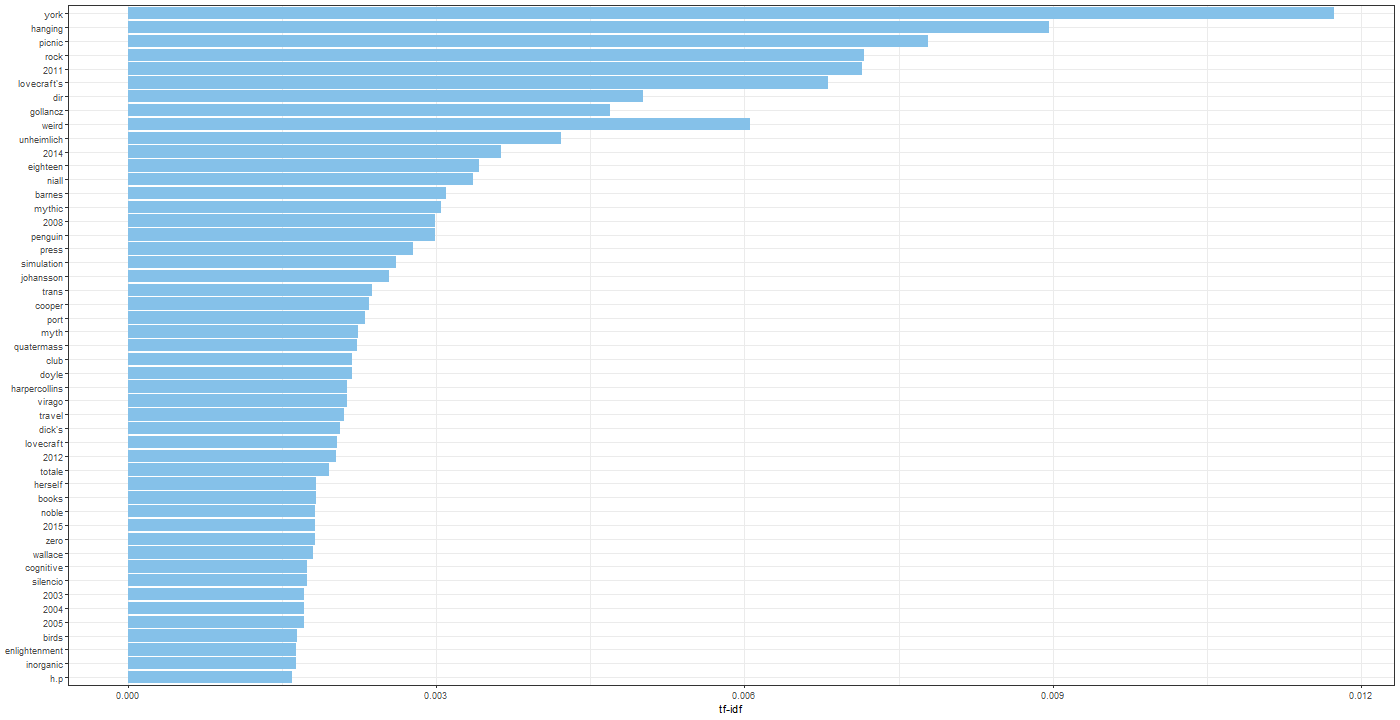 york
hanging
picnic
rock
2011
lovecraft's
dir
gollancz
weird
unheimlich
2014
eighteen
niall
barnes
mythic
2008
penguin
press
simulation
johansson
trans
cooper
port
myth
quatermass
club
doyle
harpercollins
virago
travel
dick's
lovecraft
2012
totale
herself
books
noble
2015
zero
wallace
cognitive
silencio
2003
2004
2005
birds
enlightenment
inorganic
h.p
0.000 0.003 0.006 0.009 0.012
tf-idf